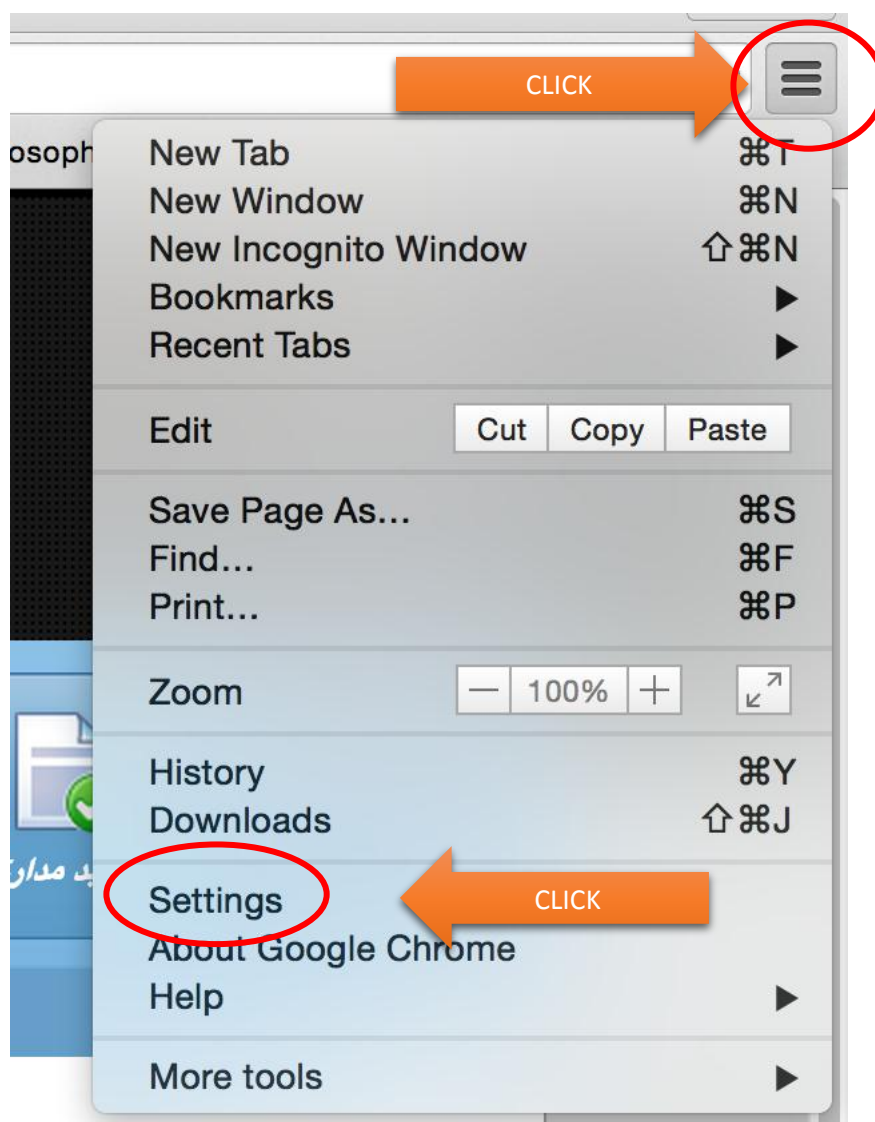 CLICK
osoph
New Tab ⌘T
New Window ⌘N
New Incognito Window ⇧⌘N
Bookmarks ▶
Recent Tabs ▶
Edit Cut Copy Paste
Save Page As... ⌘S
Find... ⌘F
Print... ⌘P
Zoom — 100% +
History ⌘Y
Downloads ⇧⌘J
Settings CLICK
About Google Chrome
Help ▶
More tools ▶